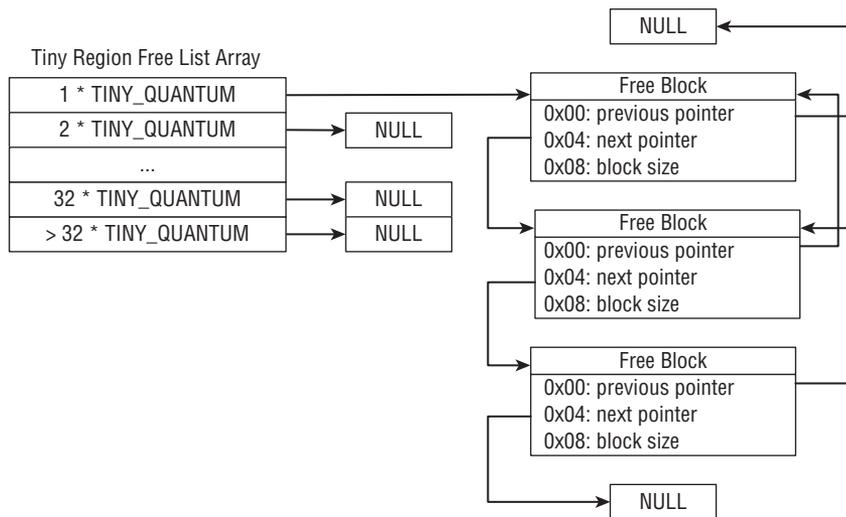 NULL
Tiny Region Free List Array
1 * TINY_QUANTUM
2 * TINY_QUANTUM
NULL
...
32 * TINY_QUANTUM
NULL
> 32 * TINY_QUANTUM
NULL
Free Block
0x00: previous pointer
0x04: next pointer
0x08: block size
Free Block
0x00: previous pointer
0x04: next pointer
0x08: block size
Free Block
0x00: previous pointer
0x04: next pointer
0x08: block size
NULL